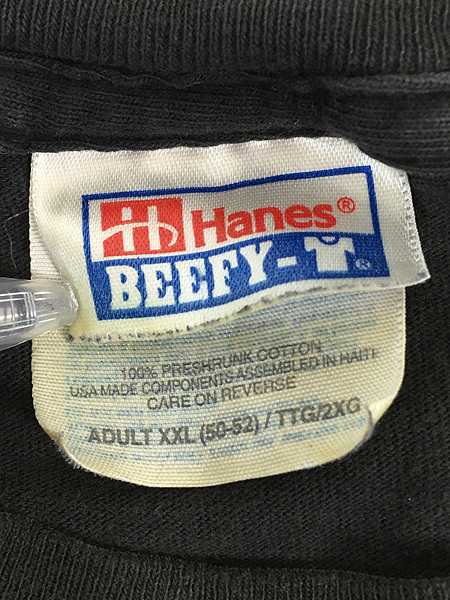 Hanes®
BEEFY-T®
100% PRESHRUNK COTTON
USA MADE COMPONENTS ASSEMBLED IN HAITI
CARE ON REVERSE
ADULT XXL (50-52) / TTG/2XG